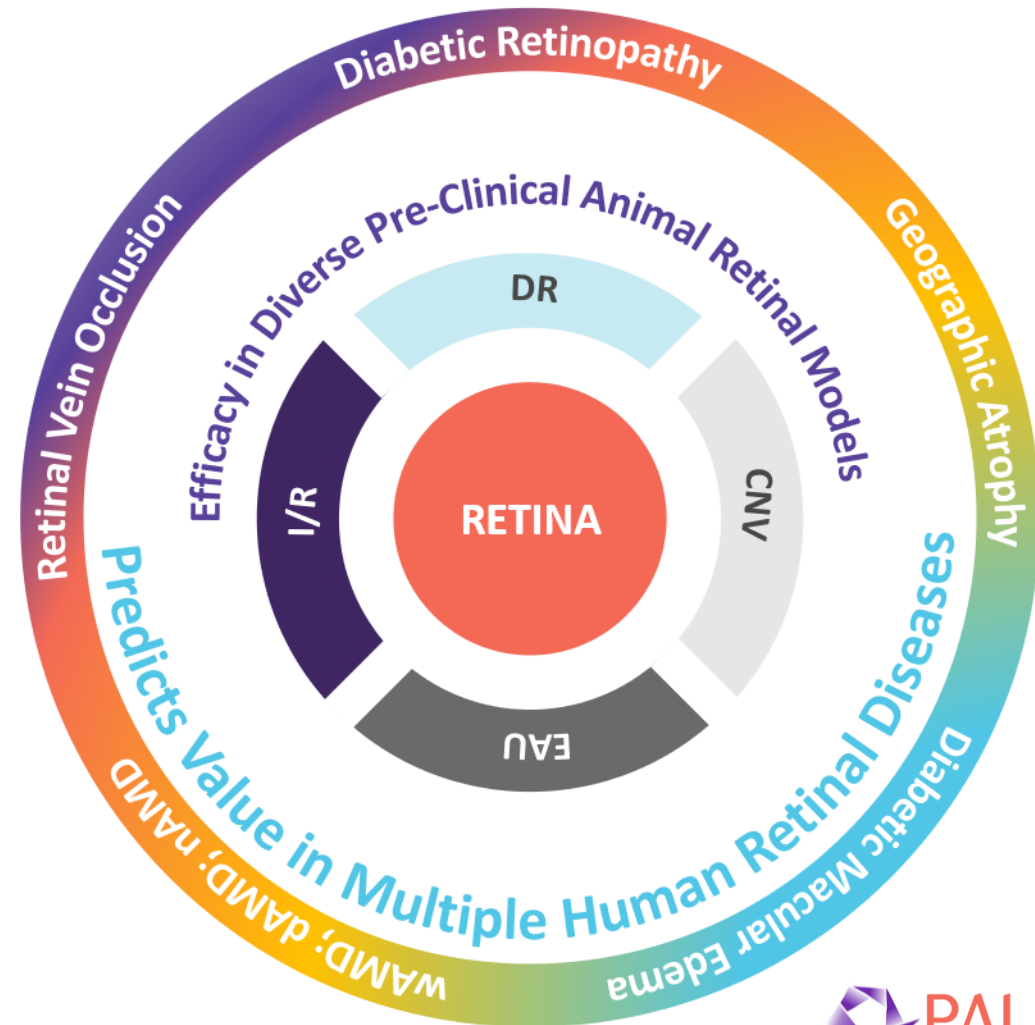 Diabetic Retinopathy
Geographic Atrophy
Diabetic Macular Edema
wAMD; dAMD; nAMD
Retinal Vein Occlusion
Efficacy in Diverse Pre-Clinical Animal Retinal Models
DR
CNV
EAU
I/R
RETINA
Predicts Value in Multiple Human Retinal Diseases